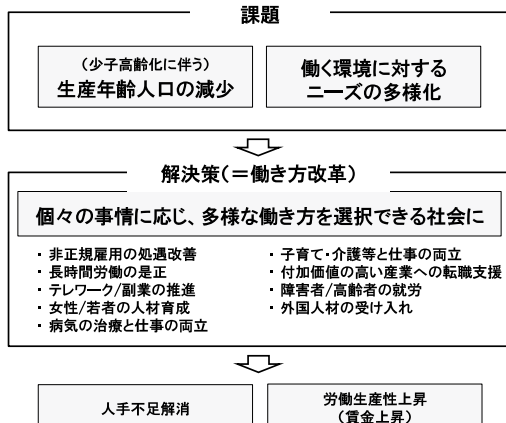 課題
（少子高齢化に伴う）
生産年齢人口の減少
働く環境に対する
ニーズの多様化
解決策（＝働き方改革）
個々の事情に応じ、多様な働き方を選択できる社会に
・ 非正規雇用の処遇改善
・ 長時間労働の是正
・ テレワーク/副業の推進
・ 女性/若者の人材育成
・ 病気の治療と仕事の両立
・ 子育て・介護等と仕事の両立
・ 付加価値の高い産業への転職支援
・ 障害者/高齢者の就労
・ 外国人材の受け入れ
人手不足解消
労働生産性上昇
（賃金上昇）